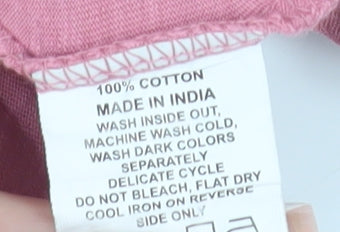 100% COTTON
MADE IN INDIA
WASH INSIDE OUT,
MACHINE WASH COLD,
WASH DARK COLORS
SEPARATELY
DELICATE CYCLE
DO NOT BLEACH, FLAT DRY
COOL IRON ON REVERSE
SIDE ONLY